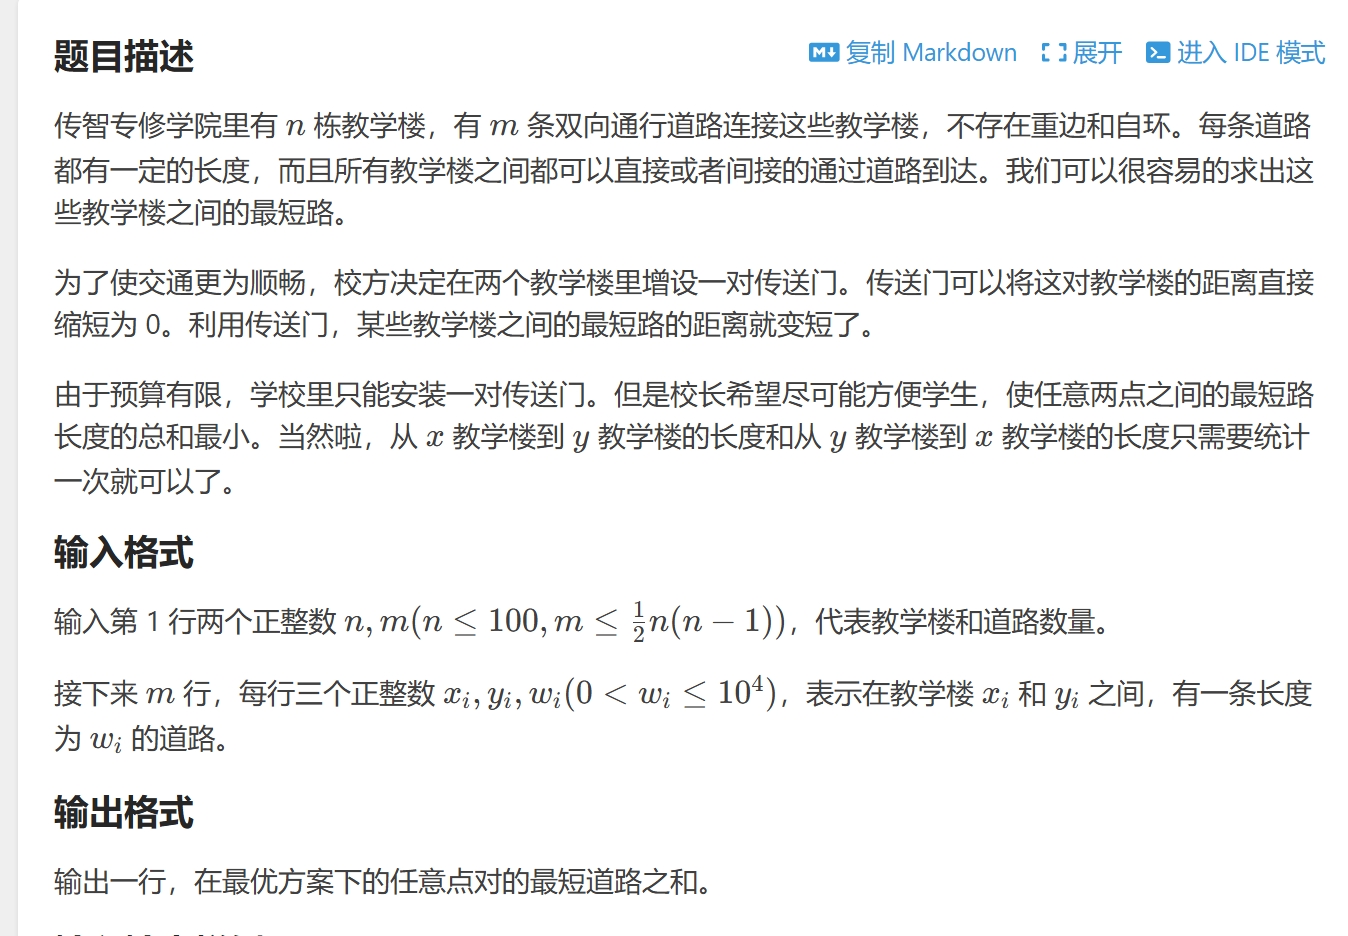 题目描述
复制 Markdown 展开 进入 IDE 模式
传智专修学院里有 n 栋教学楼，有 m 条双向通行道路连接这些教学楼，不存在重边和自环。每条道路
都有一定的长度，而且所有教学楼之间都可以直接或者间接的通过道路到达。我们可以很容易的求出这
些教学楼之间的最短路。
为了使交通更为顺畅，校方决定在两个教学楼里增设一对传送门。传送门可以将这对教学楼的距离直接
缩短为 0。利用传送门，某些教学楼之间的最短路的距离就变短了。
由于预算有限，学校里只能安装一对传送门。但是校长希望尽可能方便学生，使任意两点之间的最短路
长度的总和最小。当然啦，从 x 教学楼到 y 教学楼的长度和从 y 教学楼到 x 教学楼的长度只需要统计
一次就可以了。
输入格式
输入第 1 行两个正整数 n, m(n ≤ 100, m ≤ \frac{1}{2}n(n − 1))，代表教学楼和道路数量。
接下来 m 行，每行三个正整数 x_i, y_i, w_i(0 < w_i ≤ 10^4)，表示在教学楼 x_i 和 y_i 之间，有一条长度
为 w_i 的道路。
输出格式
输出一行，在最优方案下的任意点对的最短道路之和。